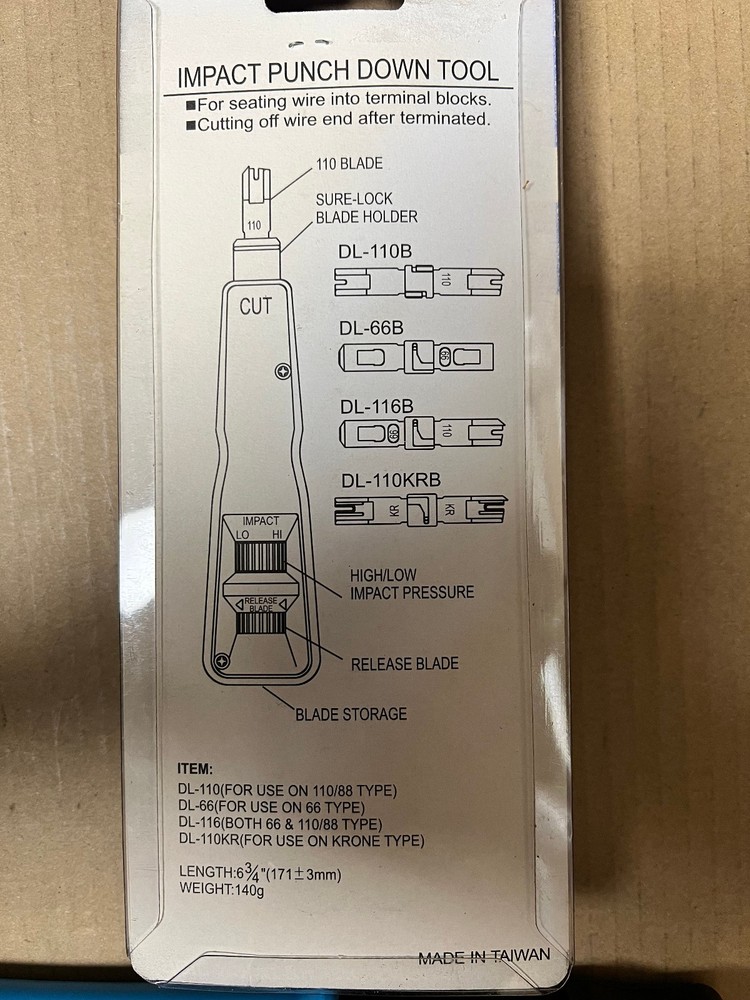 IMPACT PUNCH DOWN TOOL
■For seating wire into terminal blocks.
■Cutting off wire end after terminated.
110 BLADE
SURE-LOCK
BLADE HOLDER
110
CUT
DL-110B
110
DL-66B
66
DL-116B
66 110
DL-110KRB
KR KR
IMPACT
LO HI
HIGH/LOW
IMPACT PRESSURE
RELEASE
BLADE
RELEASE BLADE
BLADE STORAGE
ITEM:
DL-110(FOR USE ON 110/88 TYPE)
DL-66(FOR USE ON 66 TYPE)
DL-116(BOTH 66 & 110/88 TYPE)
DL-110KR(FOR USE ON KRONE TYPE)
LENGTH:6¾"(171±3mm)
WEIGHT:140g
MADE IN TAIWAN